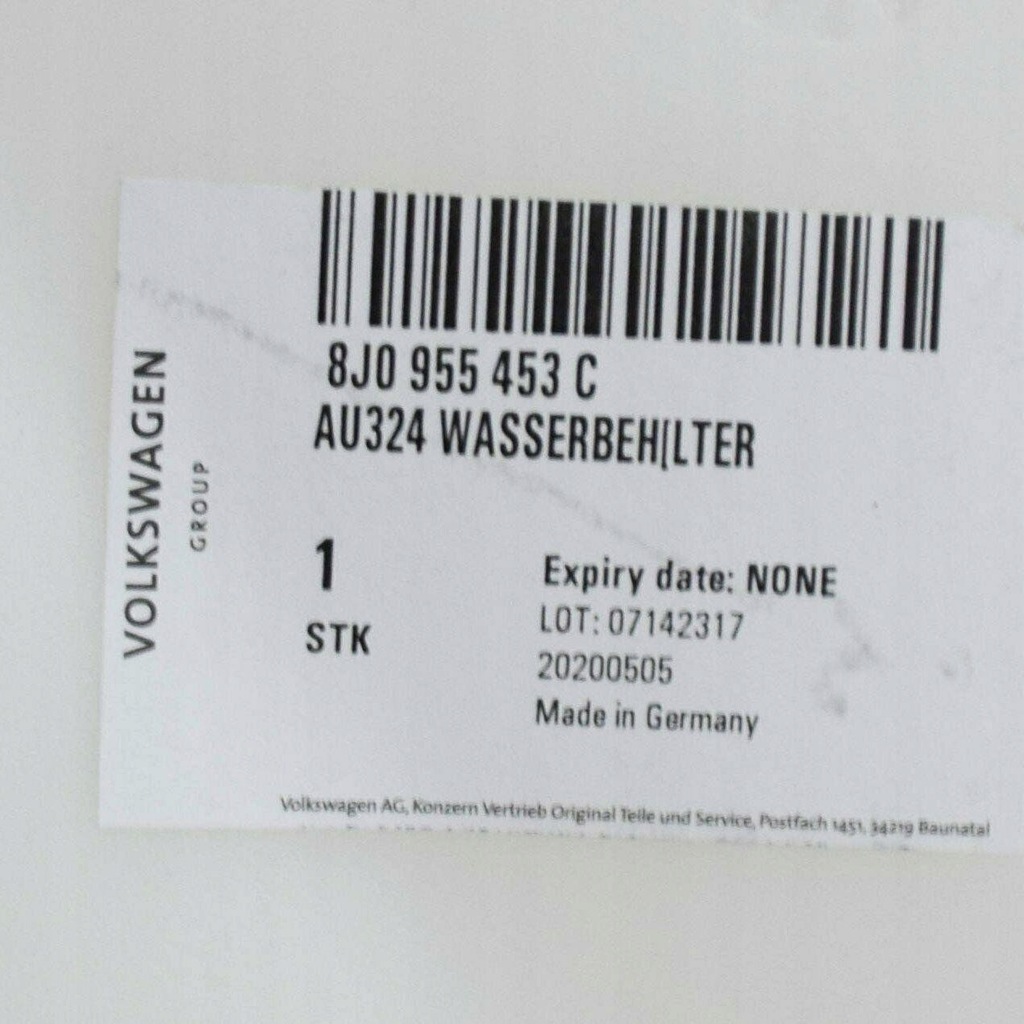 8J0 955 453 C
AU324 WASSERBEH[LTER
VOLKSWAGEN
GROUP
1
STK
Expiry date: NONE
LOT: 07142317
20200505
Made in Germany
Volkswagen AG, Konzern Vertrieb Original Teile und Service, Postfach 1451, 34219 Baunatal